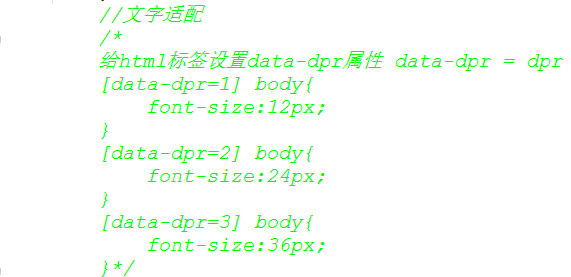 //文字适配
/*
给html标签设置data-dpr属性 data-dpr = dpr
[data-dpr=1] body{
font-size:12px;
}
[data-dpr=2] body{
font-size:24px;
}
[data-dpr=3] body{
font-size:36px;
}*/